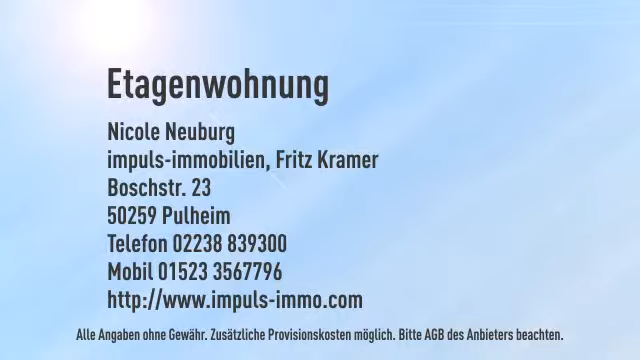 Etagenwohnung
Nicole Neuburg
impuls-immobilien, Fritz Kramer
Boschstr. 23
50259 Pulheim
Telefon 02238 839300
Mobil 01523 3567796
http://www.impuls-immo.com
Alle Angaben ohne Gewähr. Zusätzliche Provisionskosten möglich. Bitte AGB des Anbieters beachten.